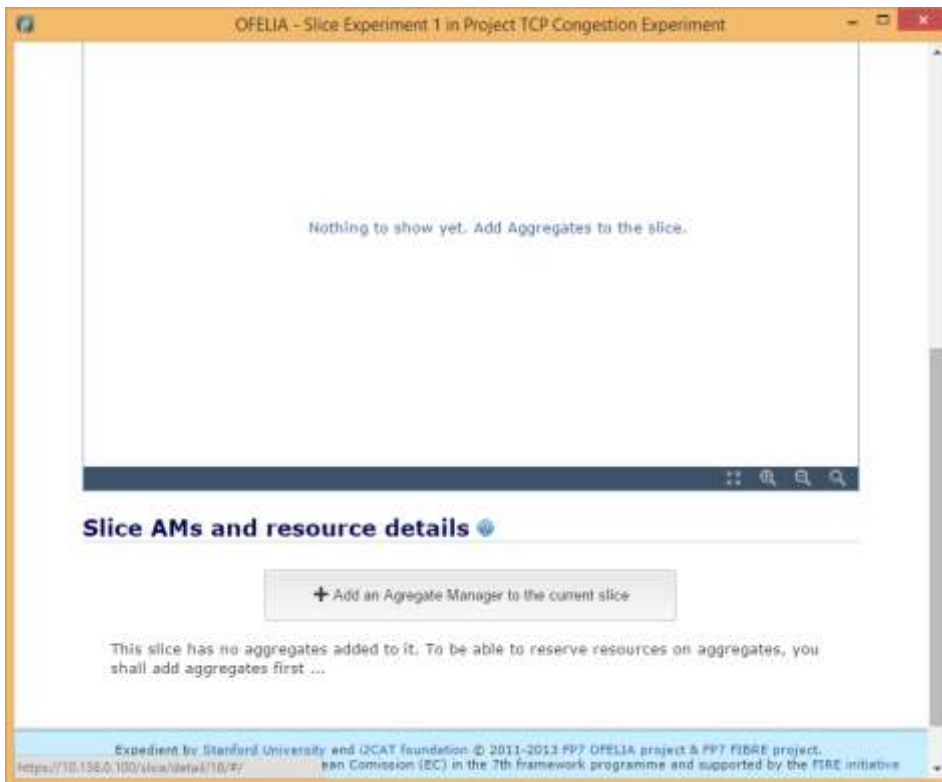 OFELIA - Slice Experiment 1 in Project TCP Congestion Experiment
Nothing to show yet. Add Aggregates to the slice.
Slice AMs and resource details
Add an Agregate Manager to the current slice
This slice has no aggregates added to it. To be able to reserve resources on aggregates, you
shall add aggregates first ...
Expedient by Stanford University and i2CAT foundation © 2011-2013 FP7 OFELIA project & FP7 FIBRE project.
https://10.136.0.100/slice/detail/10/#/ ean Comission (EC) in the 7th framework programme and supported by the FIRE initiative